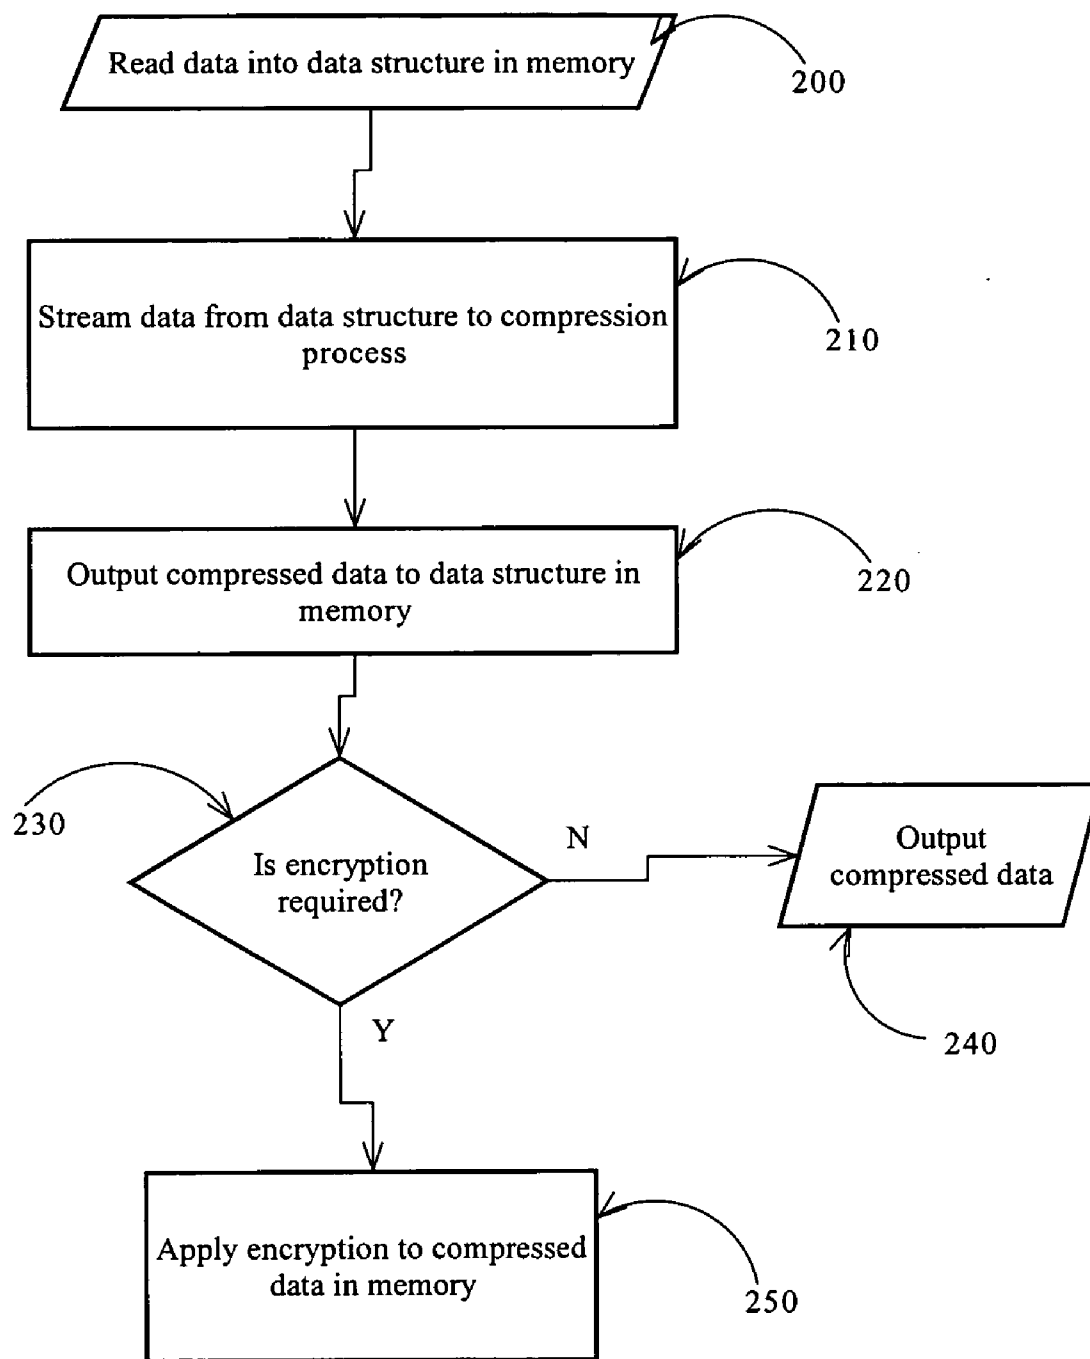 Read data into data structure in memory
200
Stream data from data structure to compression
process
210
Output compressed data to data structure in
memory
220
230
Is encryption
required?
N
Output
compressed data
240
Y
Apply encryption to compressed
data in memory
250